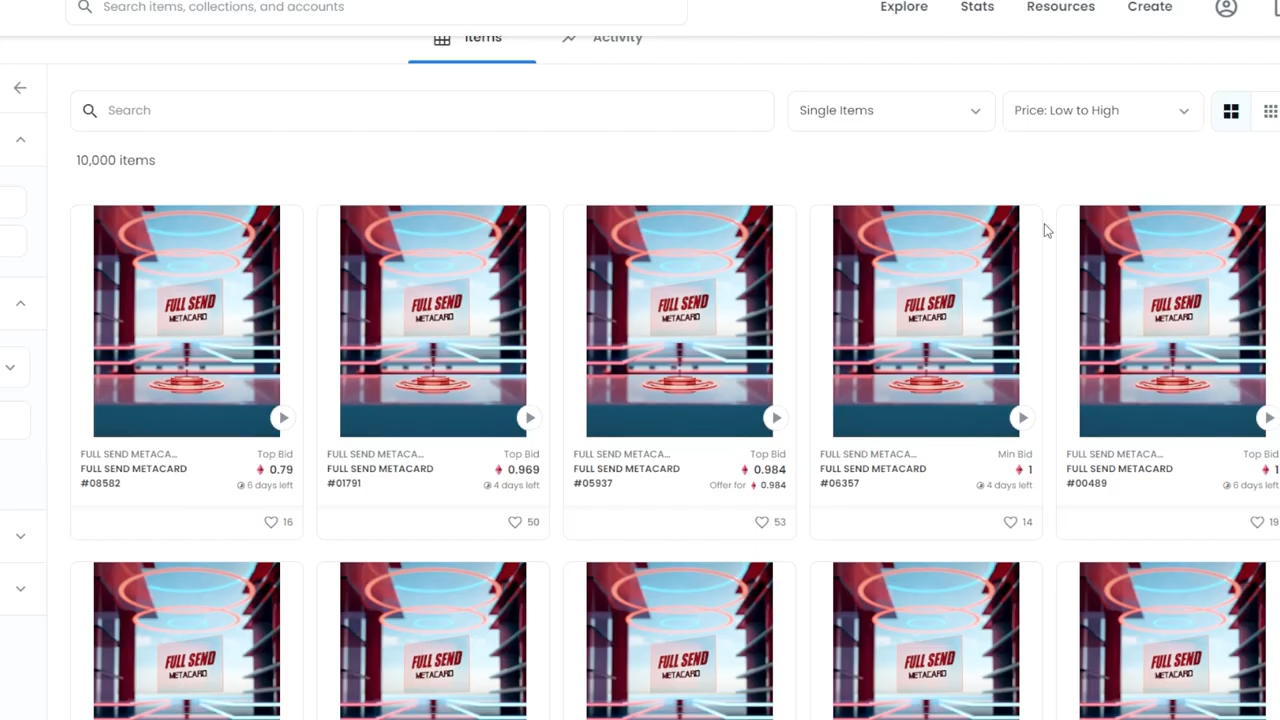 Search items, collections, and accounts
Explore
Stats
Resources
Create
Items
Activity
Search
Single Items
Price: Low to High
10,000 items
FULL SEND
METACARD
FULL SEND
METACARD
FULL SEND
METACARD
FULL SEND
METACARD
FULL SEND
METACARD
FULL SEND METACA... Top Bid
FULL SEND METACARD 0.79
#08582 6 days left
16
FULL SEND METACA... Top Bid
FULL SEND METACARD 0.969
#01791 4 days left
50
FULL SEND METACA... Top Bid
FULL SEND METACARD 0.984
#05937 Offer for 0.984
53
FULL SEND METACA... Min Bid
FULL SEND METACARD 1
#06357 4 days left
14
FULL SEND METACA... Top Bid
FULL SEND METACARD 1
#00489 6 days left
19
FULL SEND
METACARD
FULL SEND
METACARD
FULL SEND
METACARD
FULL SEND
METACARD
FULL SEND
METACARD